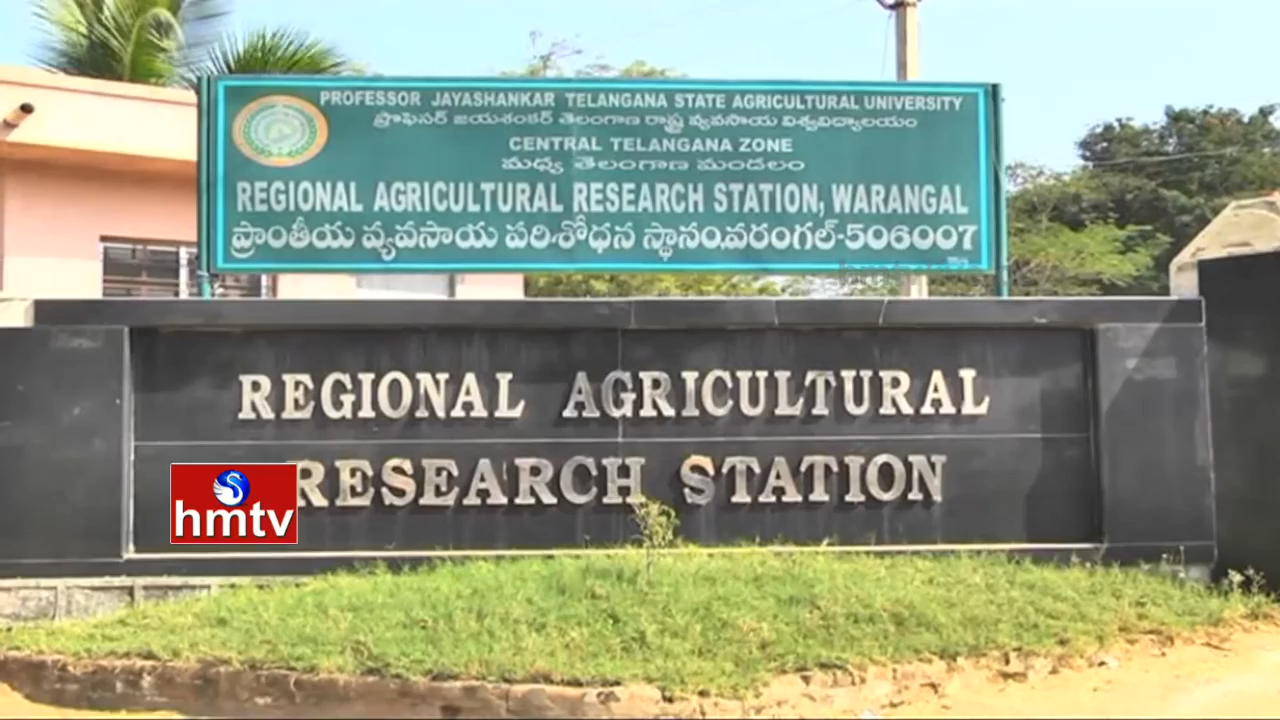 PROFESSOR JAYASHANKAR TELANGANA STATE AGRICULTURAL UNIVERSITY
ప్రొఫెసర్ జయశంకర్ తెలంగాణ రాష్ట్ర వ్యవసాయ విశ్వవిద్యాలయం
CENTRAL TELANGANA ZONE
మధ్య తెలంగాణ మండలం
REGIONAL AGRICULTURAL RESEARCH STATION, WARANGAL
ప్రాంతీయ వ్యవసాయ పరిశోధన స్థానం,వరంగల్-506007
REGIONAL AGRICULTURAL
RESEARCH STATION
hmtv